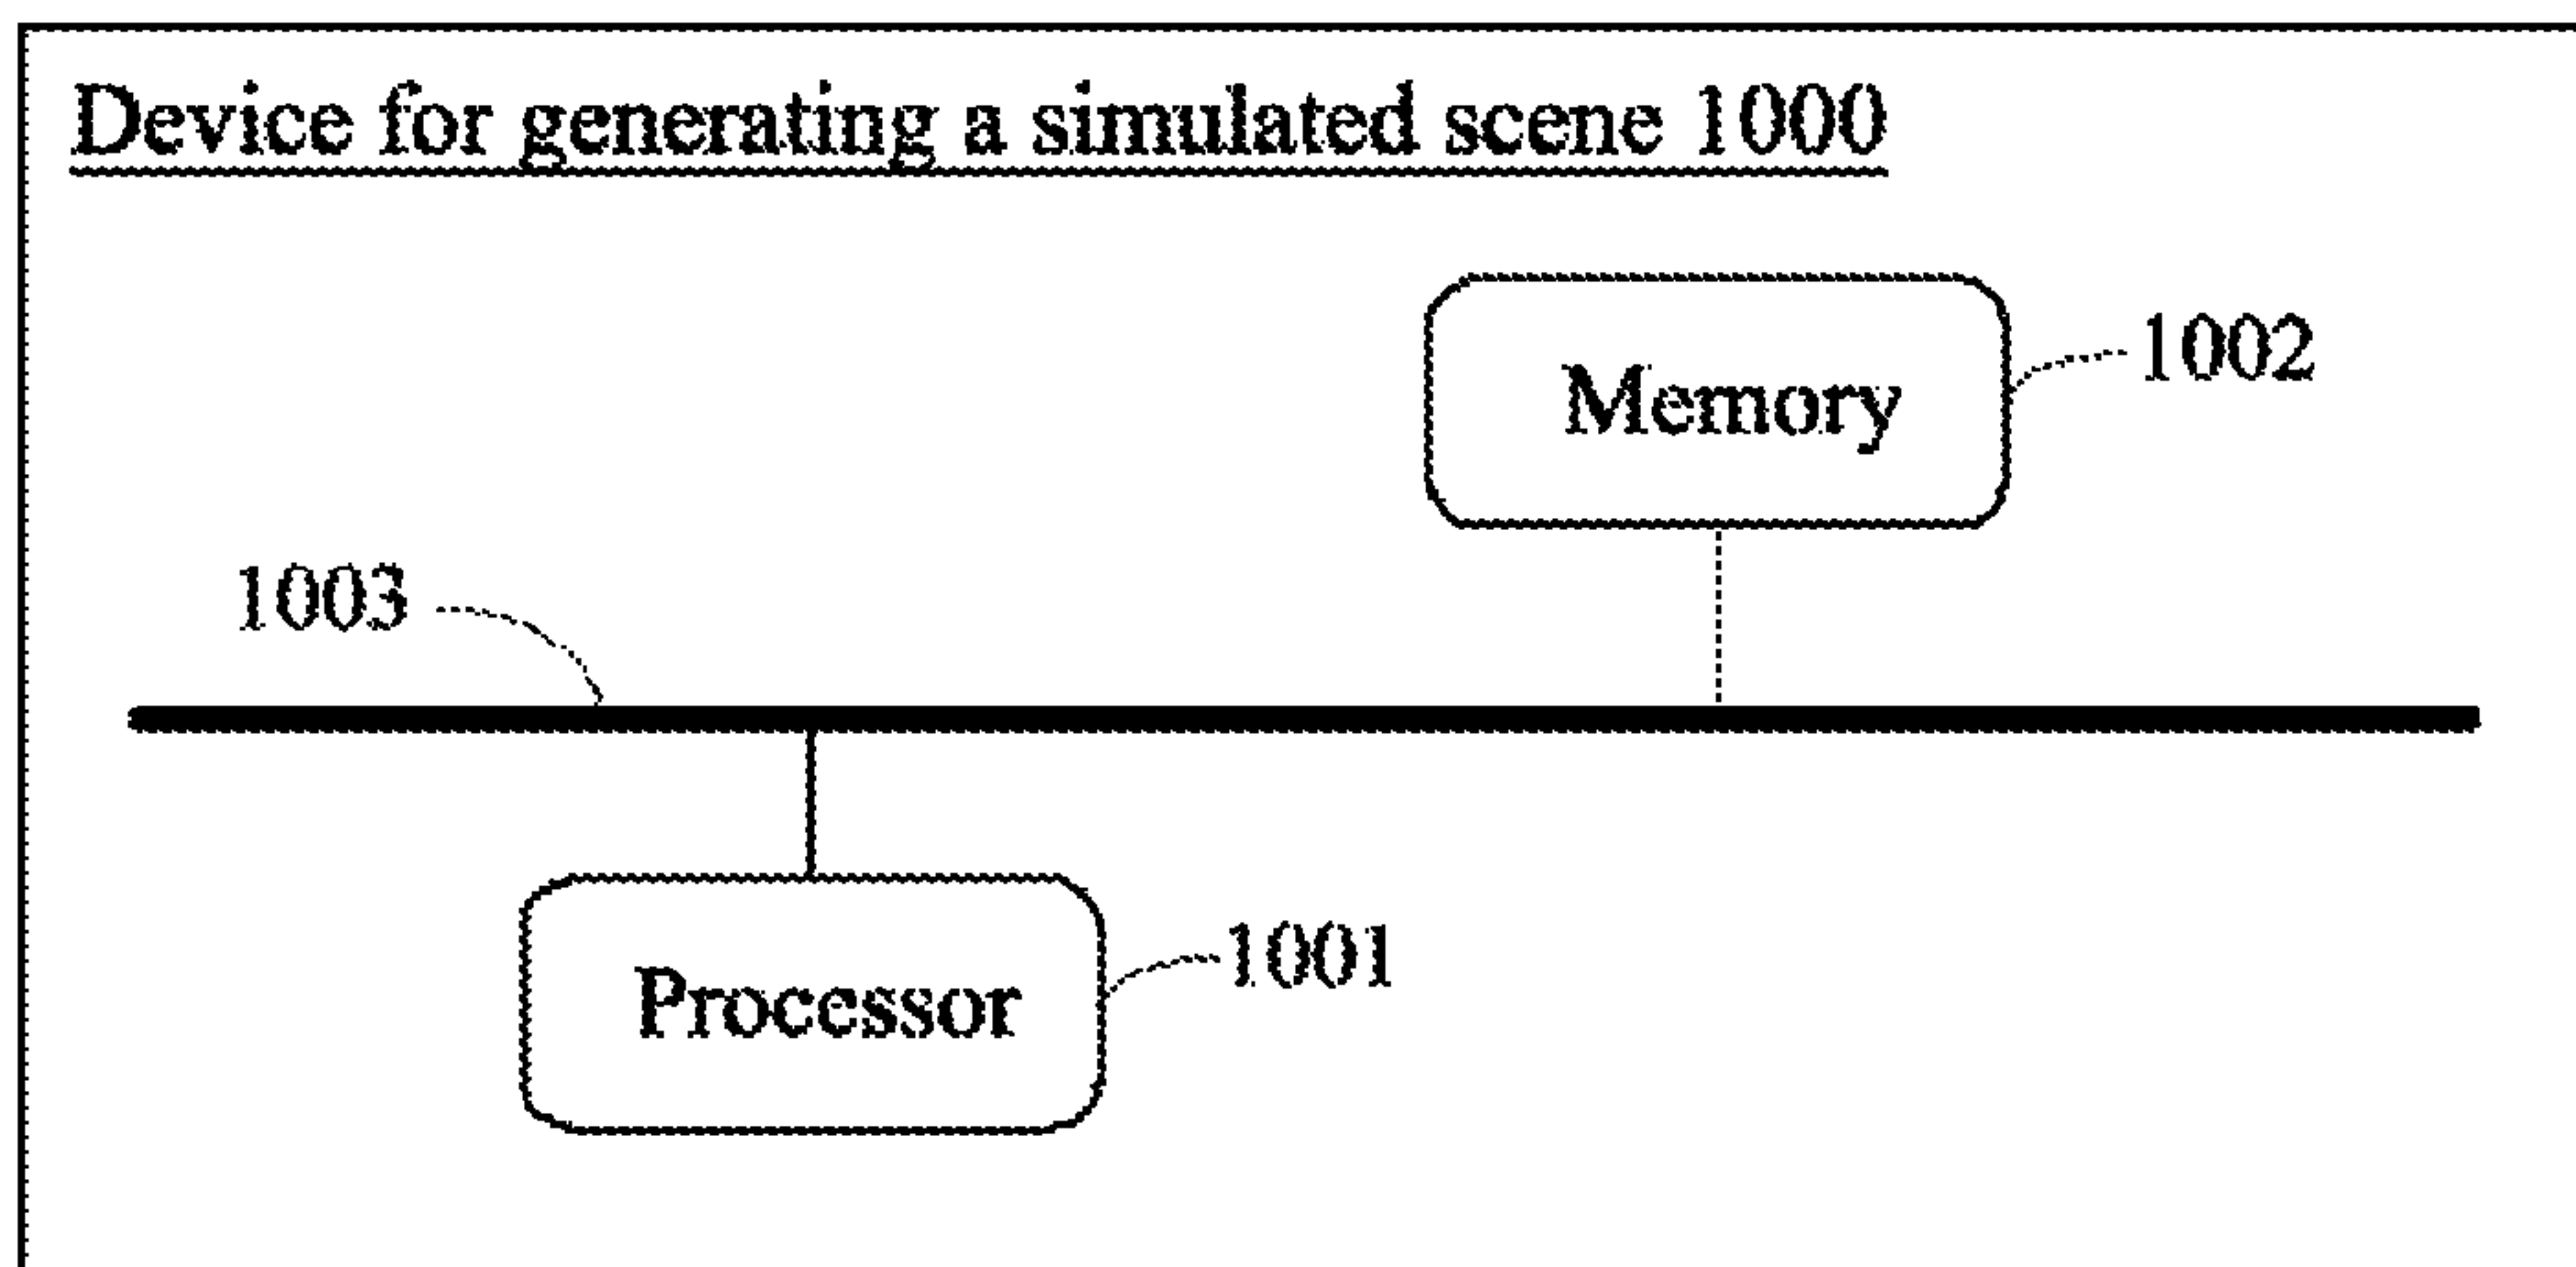 Device for generating a simulated scene 1000
Memory
1002
1003
Processor
1001